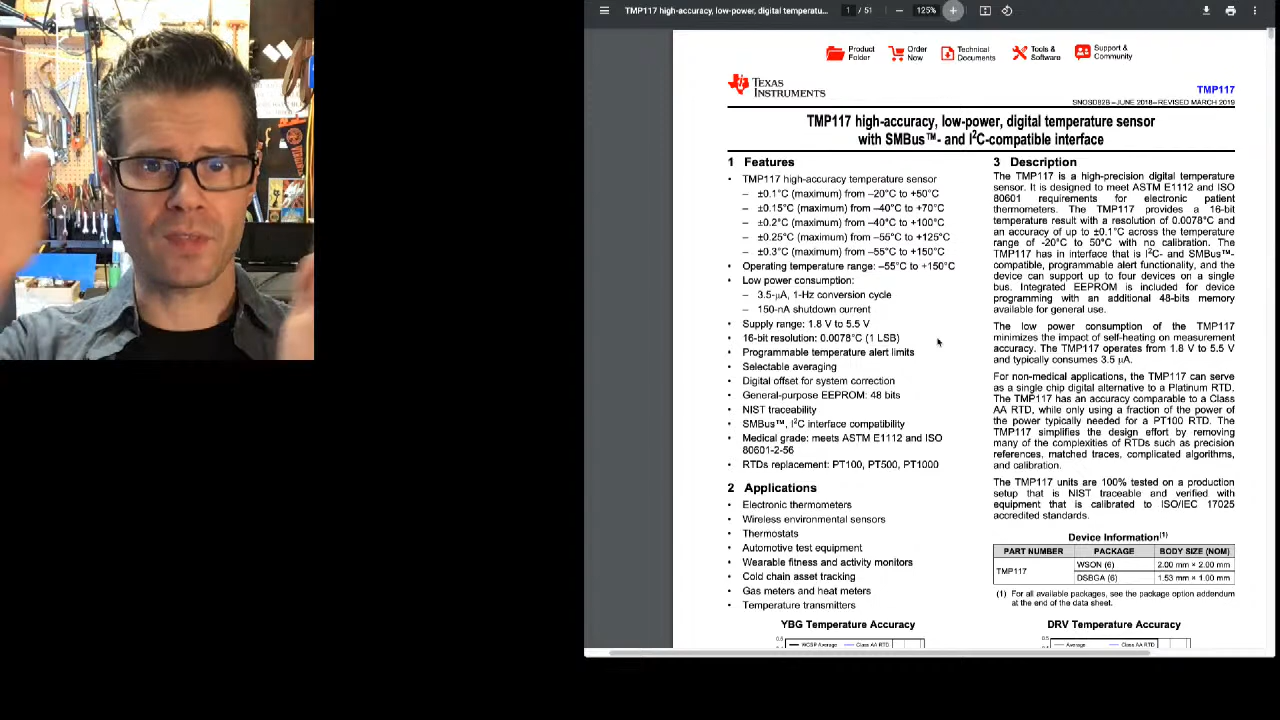 TMP117 high-accuracy, low-power, digital temperatu...
1 / 51
125%
Product
Folder
Order
Now
Technical
Documents
Tools &
Software
Support &
Community
TEXAS
INSTRUMENTS
TMP117
SNOSD82B–JUNE 2018–REVISED MARCH 2019
TMP117 high-accuracy, low-power, digital temperature sensor
with SMBus™- and I²C-compatible interface
1 Features
• TMP117 high-accuracy temperature sensor
– ±0.1°C (maximum) from –20°C to +50°C
– ±0.15°C (maximum) from –40°C to +70°C
– ±0.2°C (maximum) from –40°C to +100°C
– ±0.25°C (maximum) from –55°C to +125°C
– ±0.3°C (maximum) from –55°C to +150°C
• Operating temperature range: –55°C to +150°C
• Low power consumption:
– 3.5-μA, 1-Hz conversion cycle
– 150-nA shutdown current
• Supply range: 1.8 V to 5.5 V
• 16-bit resolution: 0.0078°C (1 LSB)
• Programmable temperature alert limits
• Selectable averaging
• Digital offset for system correction
• General-purpose EEPROM: 48 bits
• NIST traceability
• SMBus™, I²C interface compatibility
• Medical grade: meets ASTM E1112 and ISO
80601-2-56
• RTDs replacement: PT100, PT500, PT1000
2 Applications
• Electronic thermometers
• Wireless environmental sensors
• Thermostats
• Automotive test equipment
• Wearable fitness and activity monitors
• Cold chain asset tracking
• Gas meters and heat meters
• Temperature transmitters
3 Description
The TMP117 is a high-precision digital temperature
sensor. It is designed to meet ASTM E1112 and ISO
80601 requirements for electronic patient
thermometers. The TMP117 provides a 16-bit
temperature result with a resolution of 0.0078°C and
an accuracy of up to ±0.1°C across the temperature
range of -20°C to 50°C with no calibration. The
TMP117 has in interface that is I²C- and SMBus™-
compatible, programmable alert functionality, and the
device can support up to four devices on a single
bus. Integrated EEPROM is included for device
programming with an additional 48-bits memory
available for general use.
The low power consumption of the TMP117
minimizes the impact of self-heating on measurement
accuracy. The TMP117 operates from 1.8 V to 5.5 V
and typically consumes 3.5 μA.
For non-medical applications, the TMP117 can serve
as a single chip digital alternative to a Platinum RTD.
The TMP117 has an accuracy comparable to a Class
AA RTD, while only using a fraction of the power of
the power typically needed for a PT100 RTD. The
TMP117 simplifies the design effort by removing
many of the complexities of RTDs such as precision
references, matched traces, complicated algorithms,
and calibration.
The TMP117 units are 100% tested on a production
setup that is NIST traceable and verified with
equipment that is calibrated to ISO/IEC 17025
accredited standards.
Device Information(1)
PART NUMBER PACKAGE BODY SIZE (NOM)
TMP117
WSON (6) 2.00 mm × 2.00 mm
DSBGA (6) 1.53 mm × 1.00 mm
(1) For all available packages, see the package option addendum
at the end of the data sheet.
YBG Temperature Accuracy
0.5
WCSP Average Class AA RTD
DRV Temperature Accuracy
0.5
Average Class AA RTD